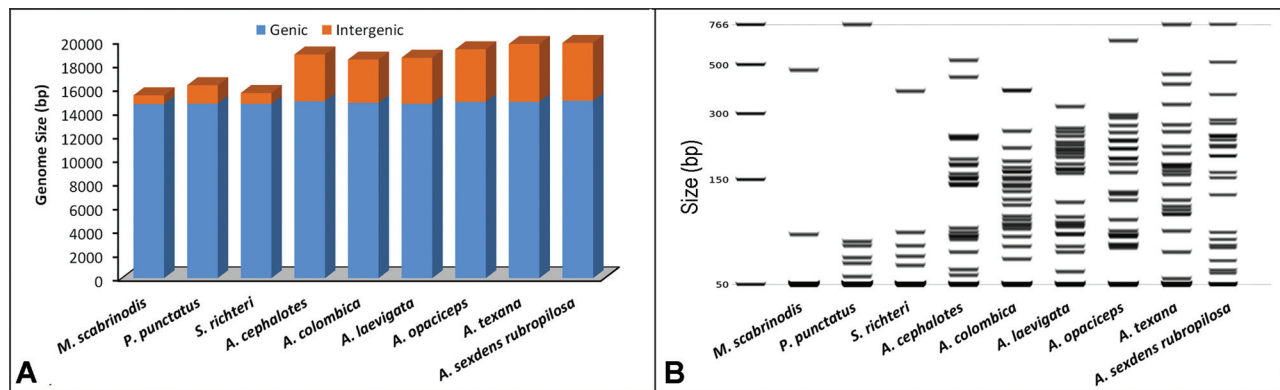 Genic Intergenic
Genome Size (bp)
20000
18000
16000
14000
12000
10000
8000
6000
4000
2000
0
M. scabrinodis
P. punctatus
S. richteri
A. cephalotes
A. colombica
A. laevigata
A. opaciceps
A. texana
A. sexdens rubropilosa
A
B
Size (bp)
766
500
300
150
50
M. scabrinodis
P. punctatus
S. richteri
A. cephalotes
A. colombica
A. laevigata
A. opaciceps
A. texana
A. sexdens rubropilosa